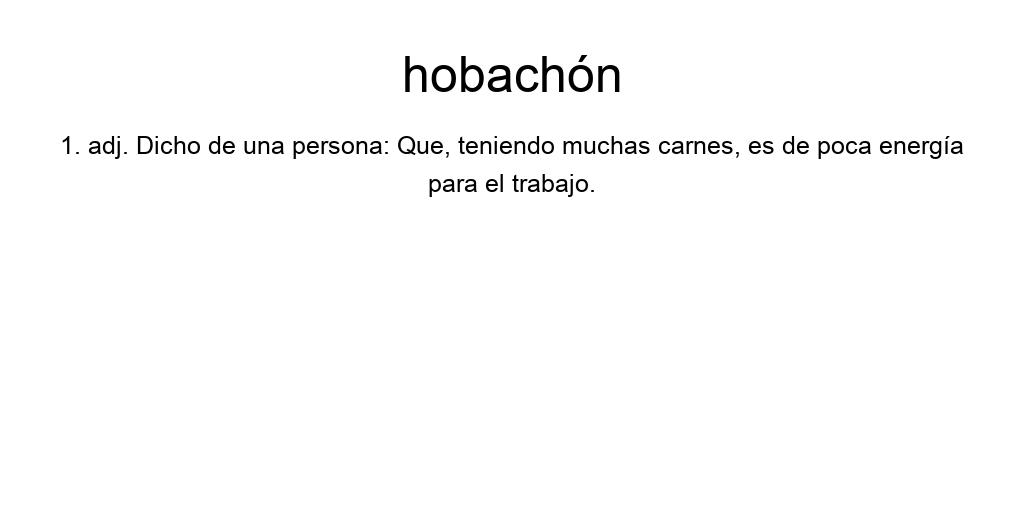 hobachón
1. adj. Dicho de una persona: Que, teniendo muchas carnes, es de poca energía
para el trabajo.